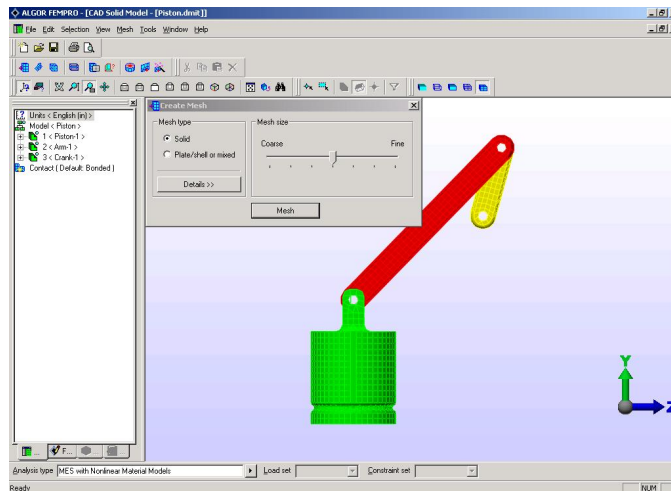 ALGOR FEMPRO - [CAD Solid Model - [Piston.dmit]]
File Edit Selection View Mesh Tools Window Help
Units < English (in) >
Model < Piston >
1 < Piston-1 >
2 < Arm-1 >
3 < Crank-1 >
Contact ( Default: Bonded )
Create Mesh
Mesh type
Solid
Plate/shell or mixed
Details >>
Mesh size
Coarse
Fine
Mesh
Y
Z
... F... ...
Analysis type MES with Nonlinear Material Models Load set Constraint set
Ready NUM